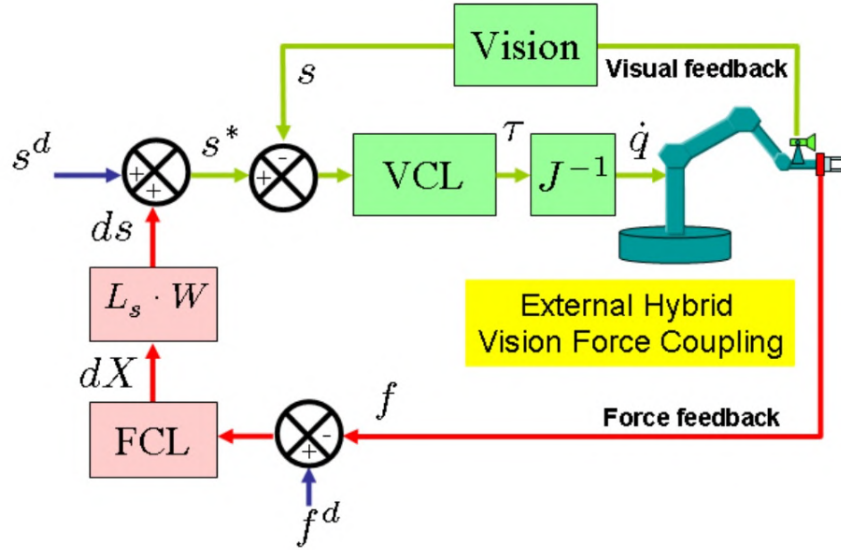 Vision
Visual feedback
s
s^d
+
+
s*
+
-
VCL
τ
J^{-1}
q̇
ds
L_s · W
External Hybrid
Vision Force Coupling
dX
f
Force feedback
FCL
-
+
f^d